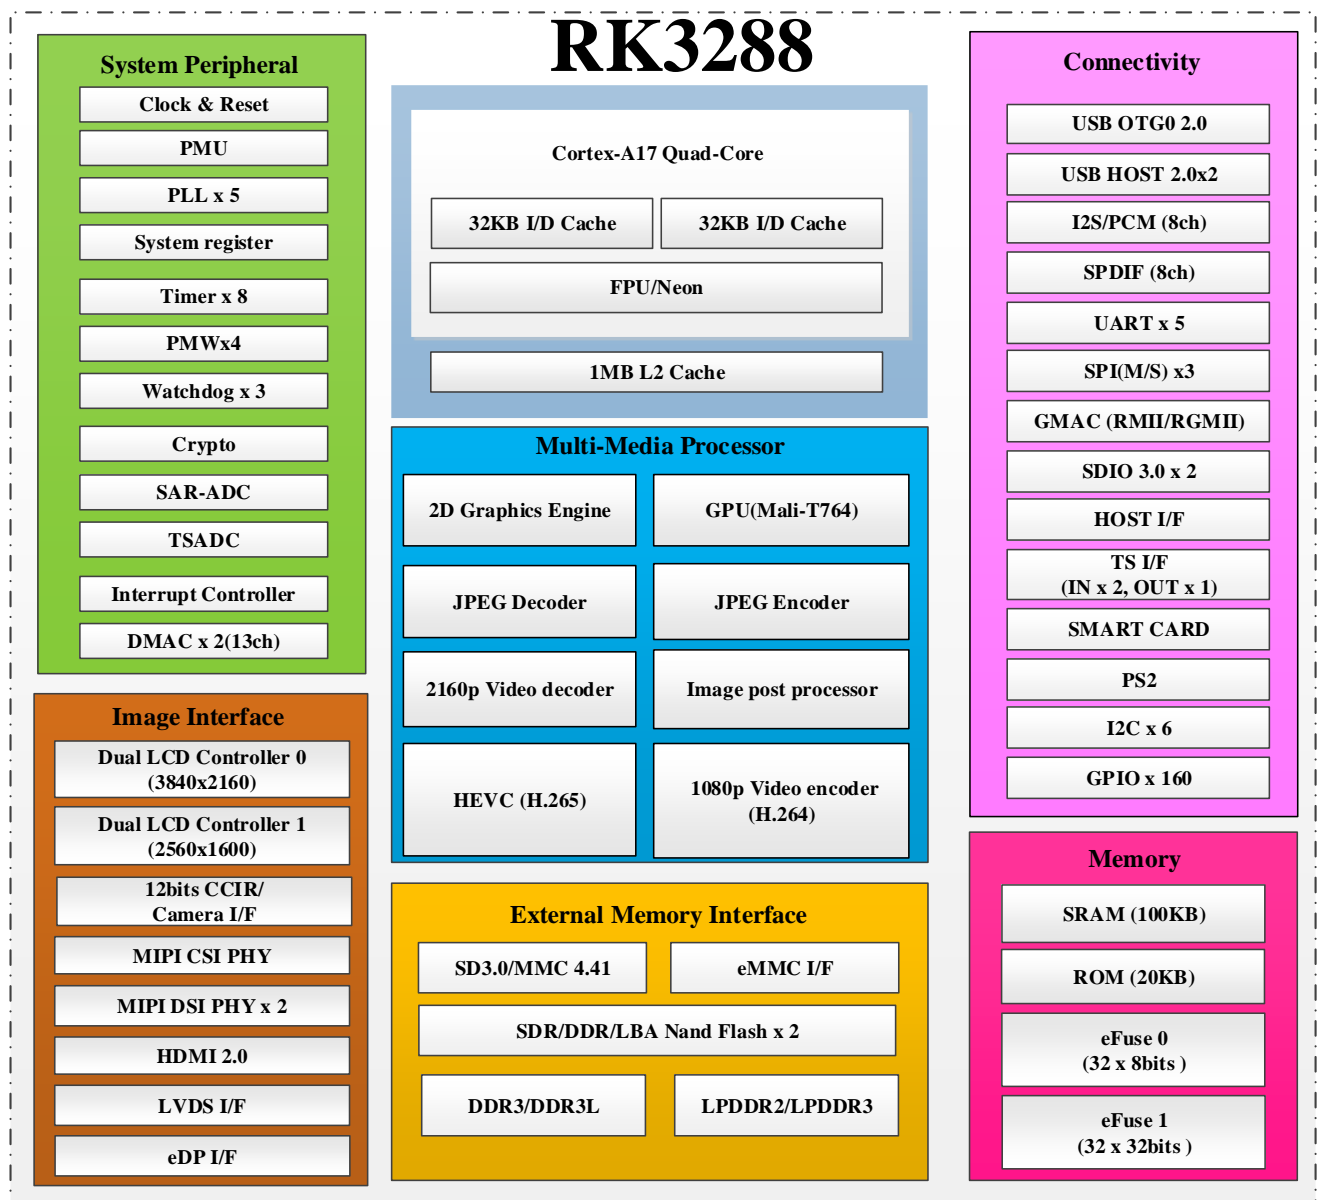 RK3288
System Peripheral
Clock & Reset
PMU
PLL x 5
System register
Timer x 8
PMWx4
Watchdog x 3
Crypto
SAR-ADC
TSADC
Interrupt Controller
DMAC x 2(13ch)
Image Interface
Dual LCD Controller 0
(3840x2160)
Dual LCD Controller 1
(2560x1600)
12bits CCIR/
Camera I/F
MIPI CSI PHY
MIPI DSI PHY x 2
HDMI 2.0
LVDS I/F
eDP I/F
Cortex-A17 Quad-Core
32KB I/D Cache
32KB I/D Cache
FPU/Neon
1MB L2 Cache
Multi-Media Processor
2D Graphics Engine
GPU(Mali-T764)
JPEG Decoder
JPEG Encoder
2160p Video decoder
Image post processor
HEVC (H.265)
1080p Video encoder
(H.264)
External Memory Interface
SD3.0/MMC 4.41
eMMC I/F
SDR/DDR/LBA Nand Flash x 2
DDR3/DDR3L
LPDDR2/LPDDR3
Connectivity
USB OTG0 2.0
USB HOST 2.0x2
I2S/PCM (8ch)
SPDIF (8ch)
UART x 5
SPI(M/S) x3
GMAC (RMII/RGMII)
SDIO 3.0 x 2
HOST I/F
TS I/F
(IN x 2, OUT x 1)
SMART CARD
PS2
I2C x 6
GPIO x 160
Memory
SRAM (100KB)
ROM (20KB)
eFuse 0
(32 x 8bits )
eFuse 1
(32 x 32bits )